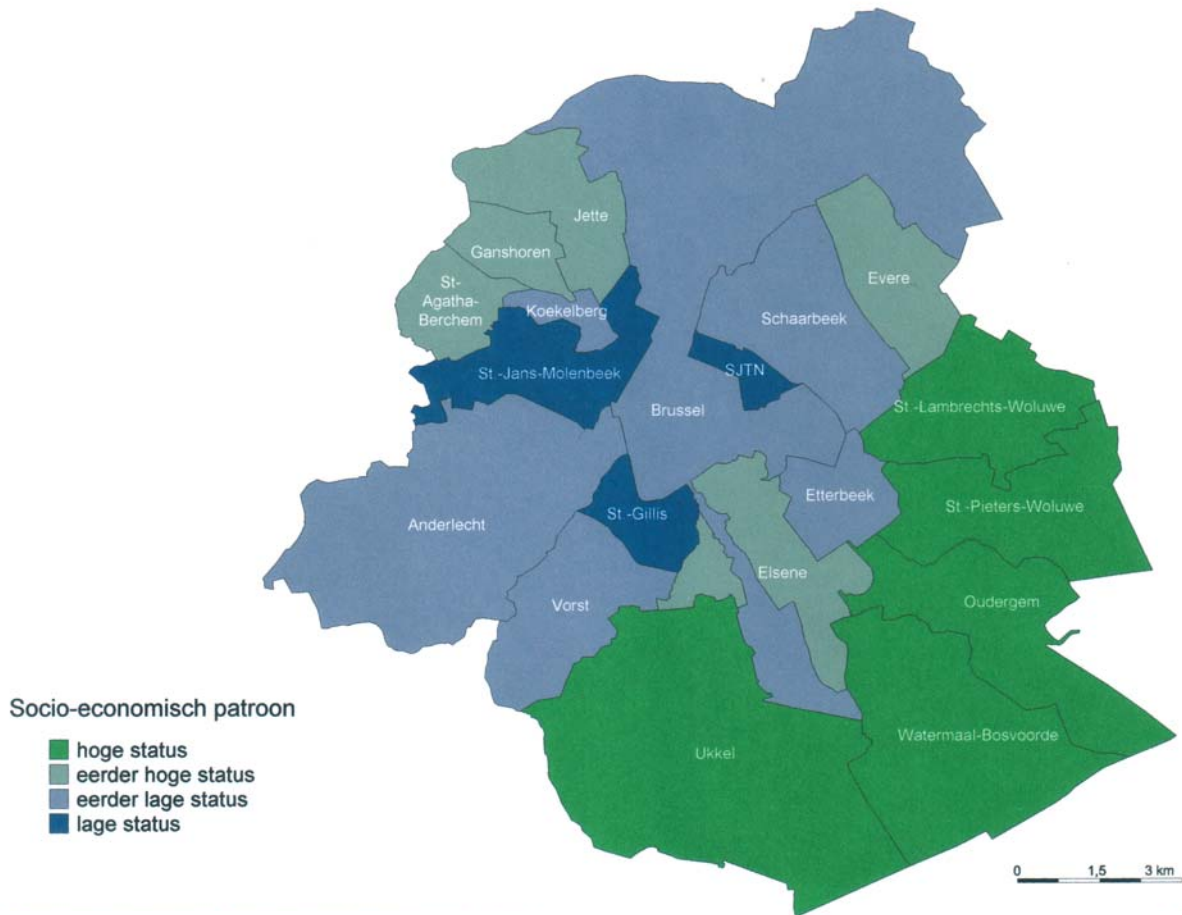 Jette
Ganshoren
St-
Agatha-
Berchem
Koekelberg
Evere
Schaarbeek
St.-Jans-Molenbeek
SJTN
Brussel
St.-Lambrechts-Woluwe
Etterbeek
St.-Pieters-Woluwe
Anderlecht
St.-Gillis
Elsene
Vorst
Oudergem
Watermaal-Bosvoorde
Ukkel
Socio-economisch patroon
hoge status
eerder hoge status
eerder lage status
lage status
0 1,5 3 km